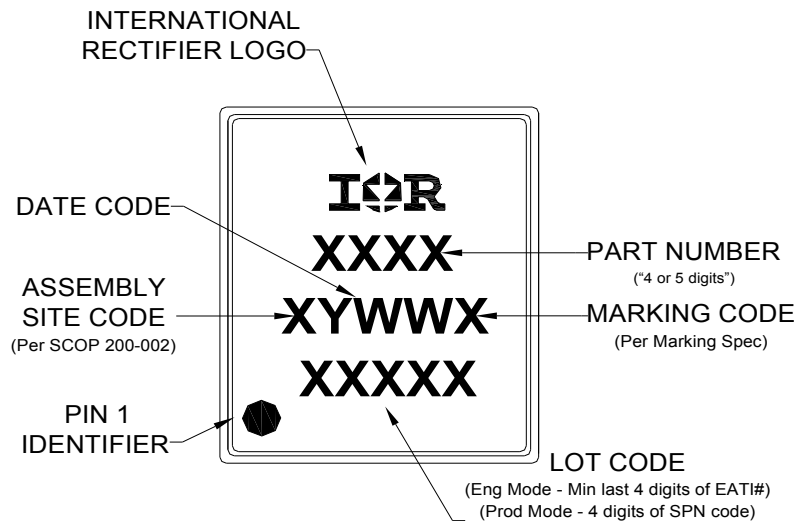 INTERNATIONAL
RECTIFIER LOGO
IOR
DATE CODE
XXXX
PART NUMBER
(“4 or 5 digits”)
ASSEMBLY
SITE CODE
(Per SCOP 200-002)
XYWWX
MARKING CODE
(Per Marking Spec)
XXXXX
PIN 1
IDENTIFIER
LOT CODE
(Eng Mode - Min last 4 digits of EATI#)
(Prod Mode - 4 digits of SPN code)